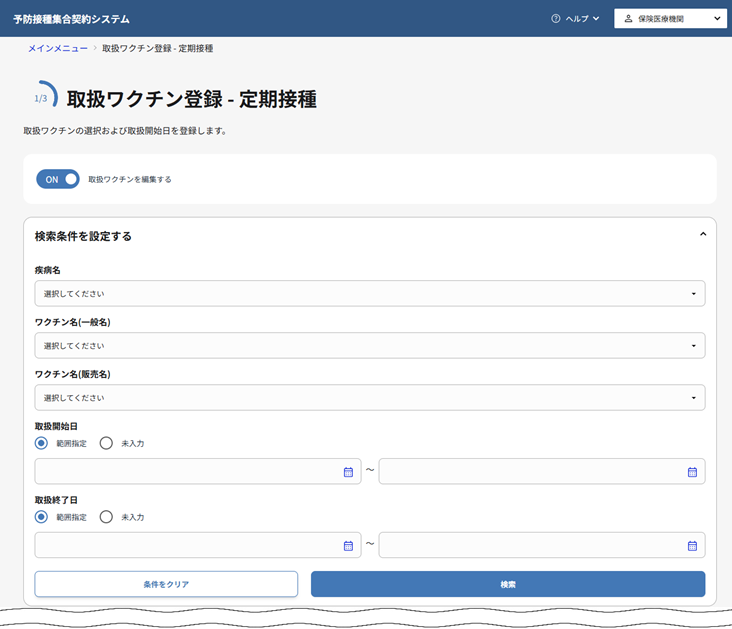 予防接種集合契約システム
ヘルプ
保険医療機関
メインメニュー > 取扱ワクチン登録 - 定期接種
1/3
取扱ワクチン登録 - 定期接種
取扱ワクチンの選択および取扱開始日を登録します。
ON 取扱ワクチンを編集する
検索条件を設定する
疾病名
選択してください
ワクチン名(一般名)
選択してください
ワクチン名(販売名)
選択してください
取扱開始日
範囲指定 未入力
～
取扱終了日
範囲指定 未入力
～
条件をクリア 検索